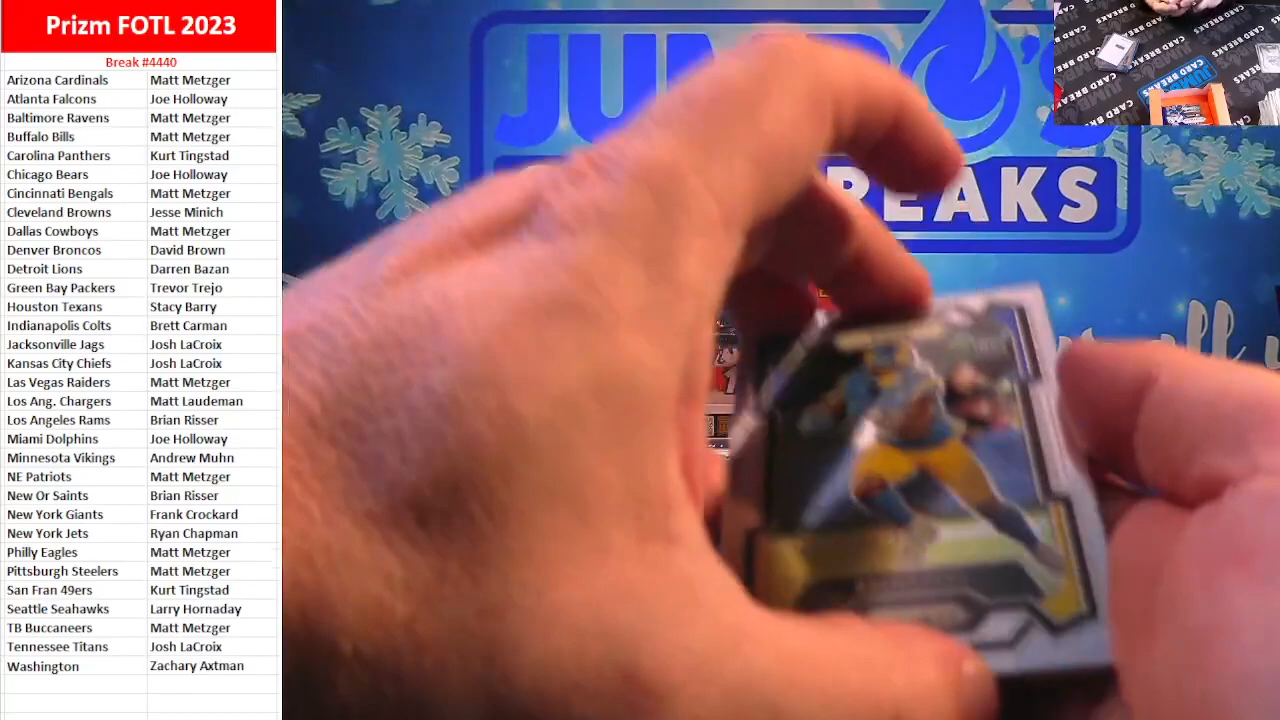 Prizm FOTL 2023
Break #4440
Arizona Cardinals Matt Metzger
Atlanta Falcons Joe Holloway
Baltimore Ravens Matt Metzger
Buffalo Bills Matt Metzger
Carolina Panthers Kurt Tingstad
Chicago Bears Joe Holloway
Cincinnati Bengals Matt Metzger
Cleveland Browns Jesse Minich
Dallas Cowboys Matt Metzger
Denver Broncos David Brown
Detroit Lions Darren Bazan
Green Bay Packers Trevor Trejo
Houston Texans Stacy Barry
Indianapolis Colts Brett Carman
Jacksonville Jags Josh LaCroix
Kansas City Chiefs Josh LaCroix
Las Vegas Raiders Matt Metzger
Los Ang. Chargers Matt Laudeman
Los Angeles Rams Brian Risser
Miami Dolphins Joe Holloway
Minnesota Vikings Andrew Muhn
NE Patriots Matt Metzger
New Or Saints Brian Risser
New York Giants Frank Crockard
New York Jets Ryan Chapman
Philly Eagles Matt Metzger
Pittsburgh Steelers Matt Metzger
San Fran 49ers Kurt Tingstad
Seattle Seahawks Larry Hornaday
TB Buccaneers Matt Metzger
Tennessee Titans Josh LaCroix
Washington Zachary Axtman
JUMBO'S
BREAKS
CARD BREAKS